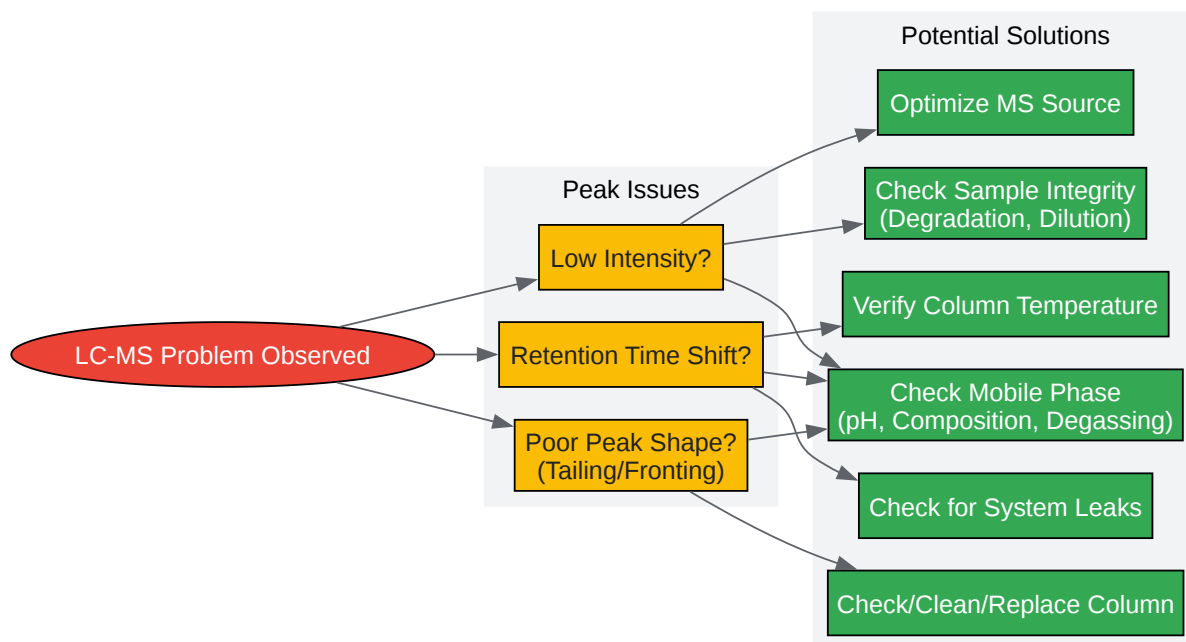 Potential Solutions
Optimize MS Source
Peak Issues
Check Sample Integrity
(Degradation, Dilution)
Low Intensity?
Verify Column Temperature
LC-MS Problem Observed
Retention Time Shift?
Check Mobile Phase
(pH, Composition, Degassing)
Poor Peak Shape?
(Tailing/Fronting)
Check for System Leaks
Check/Clean/Replace Column